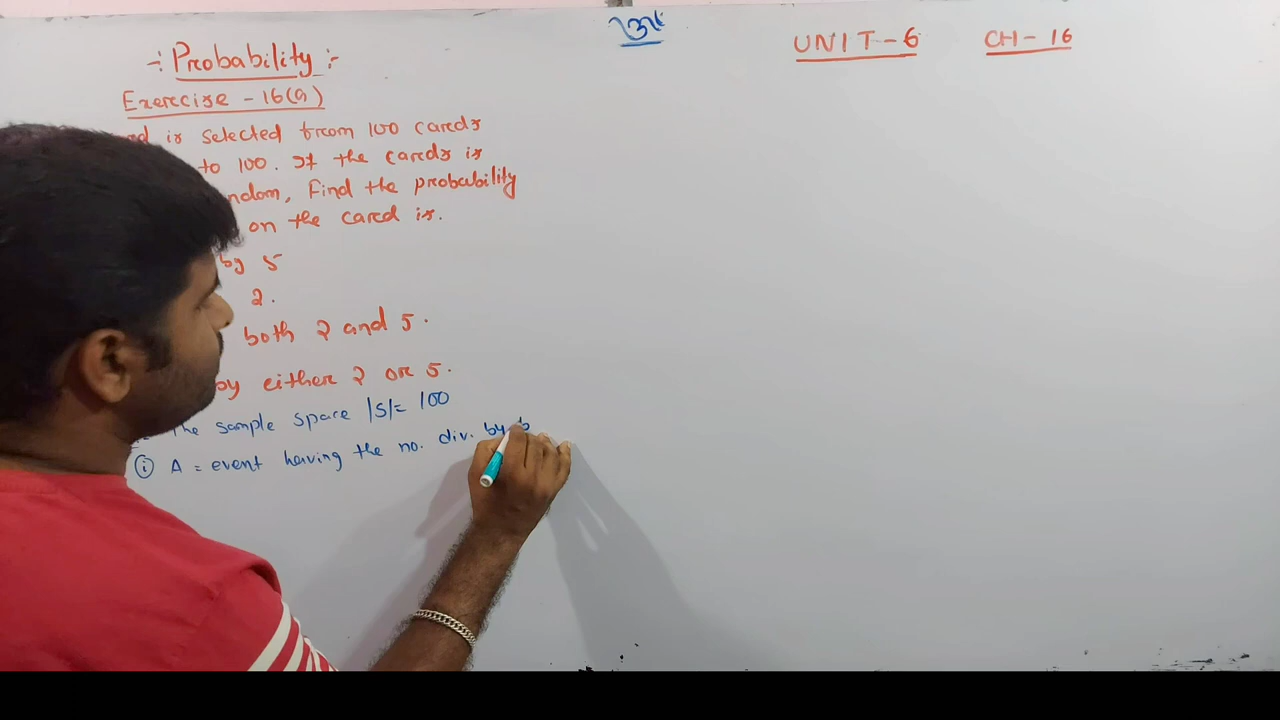 ॐ
UNIT-6 CH-16
-: Probability :-
Exercise - 16(a)
is selected from 100 cards
to 100. If the cards is
ndom, Find the probability
on the card is.
by 5
2.
both 2 and 5.
by either 2 or 5.
the sample space |S|= 100
(i) A = event having the no. div. by